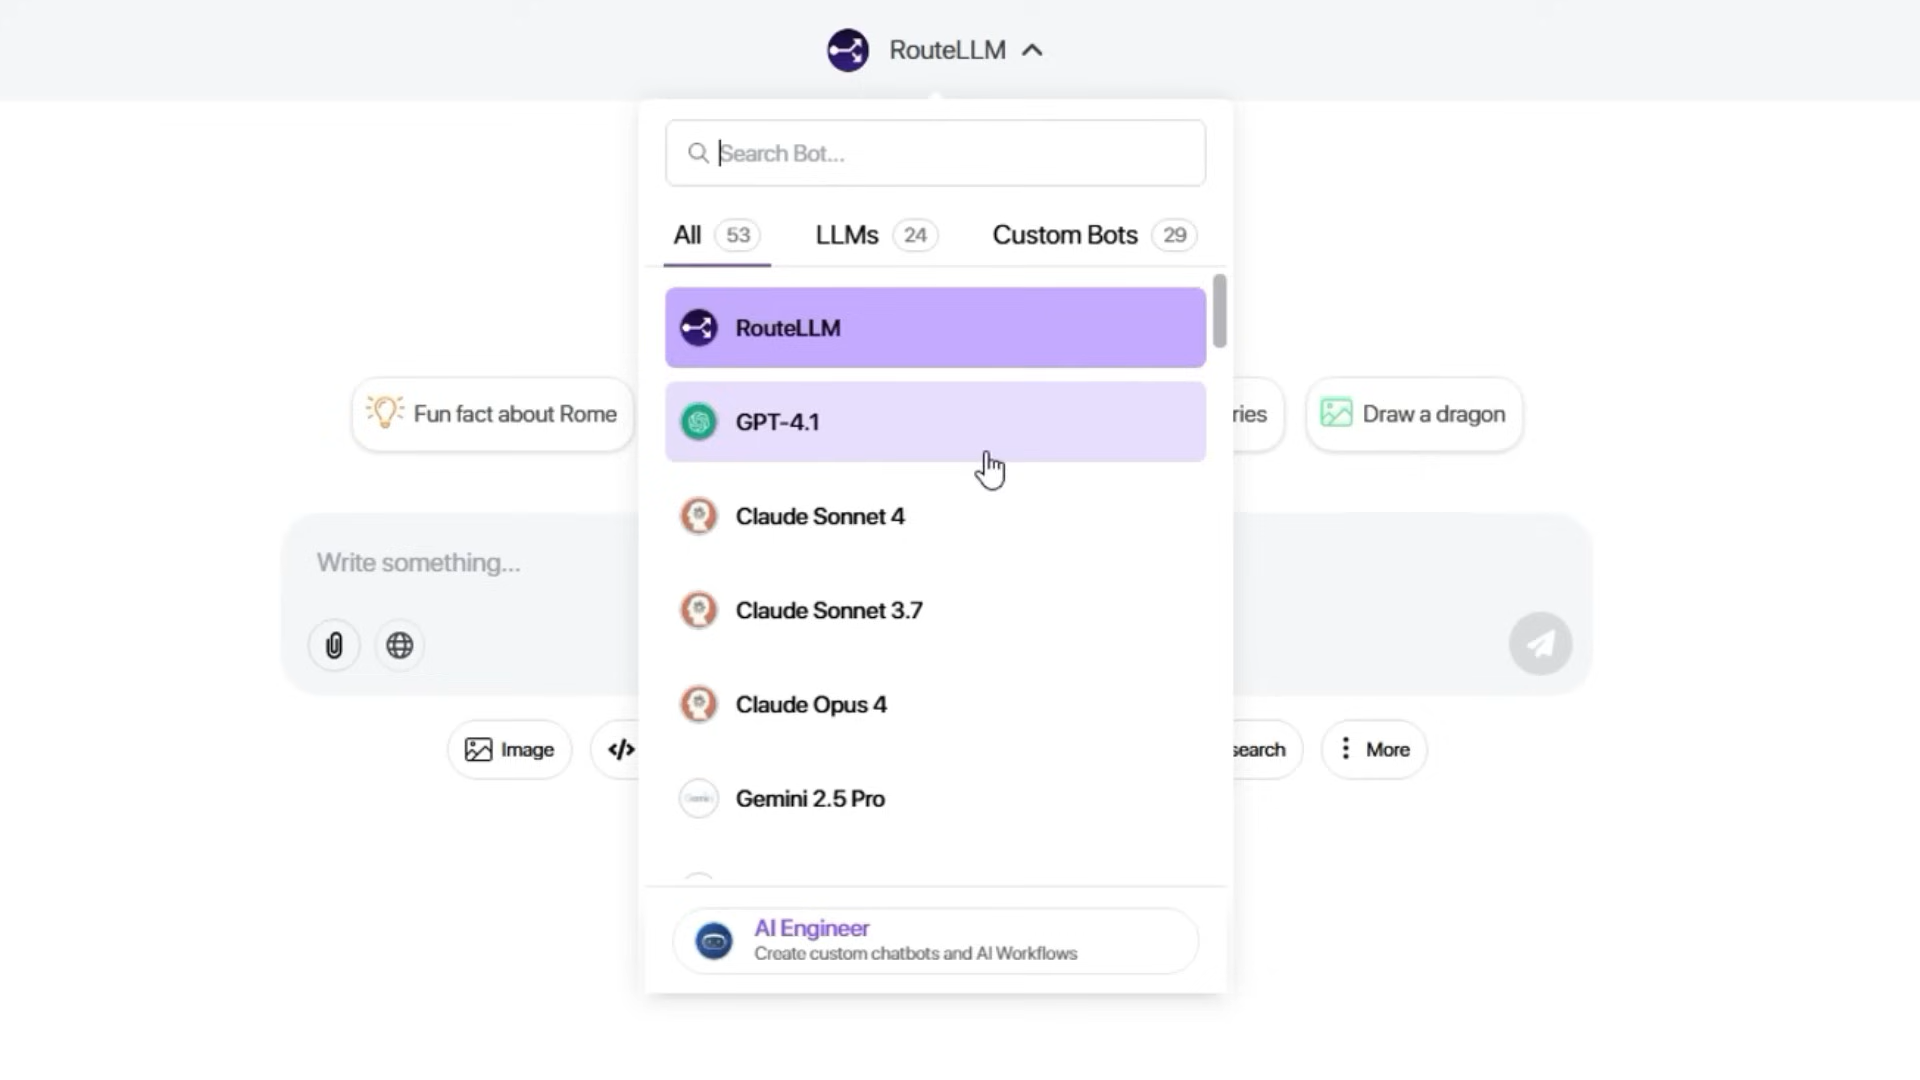 RouteLLM
Search Bot...
All 53 LLMs 24 Custom Bots 29
RouteLLM
GPT-4.1
Claude Sonnet 4
Claude Sonnet 3.7
Claude Opus 4
Gemini 2.5 Pro
AI Engineer
Create custom chatbots and AI Workflows
Fun fact about Rome
ries
Draw a dragon
Write something...
Image
</>
search
More